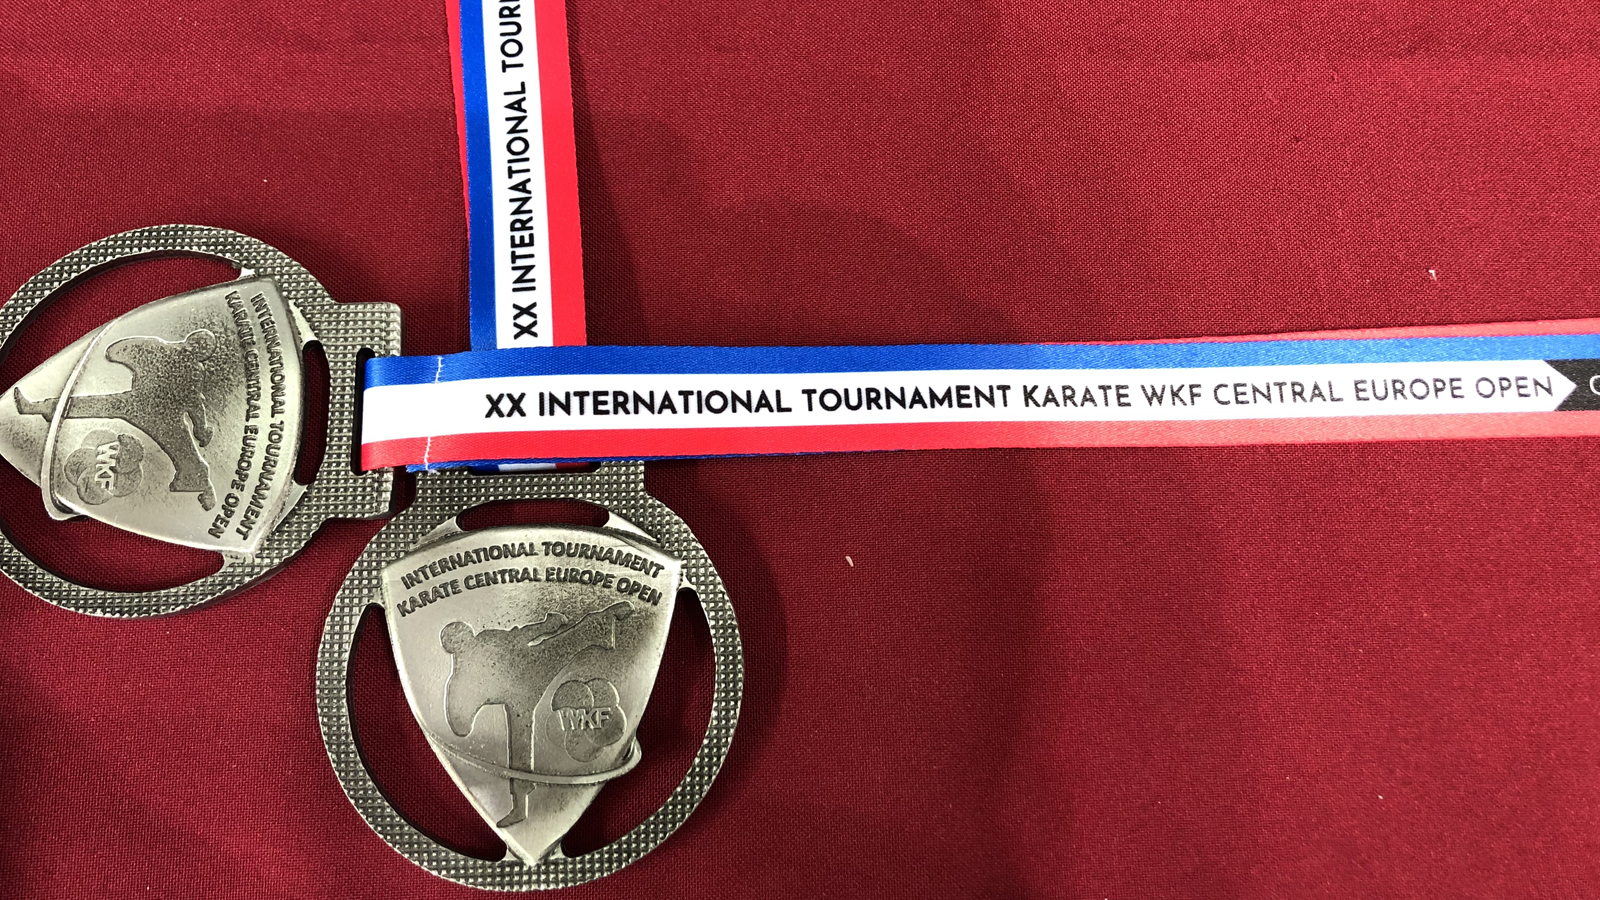 XX INTERNATIONAL TOUR
XX INTERNATIONAL TOURNAMENT KARATE WKF CENTRAL EUROPE OPEN
INTERNATIONAL TOURNAMENT
KARATE CENTRAL EUROPE OPEN
WKF
INTERNATIONAL TOURNAMENT
KARATE CENTRAL EUROPE OPEN
WKF